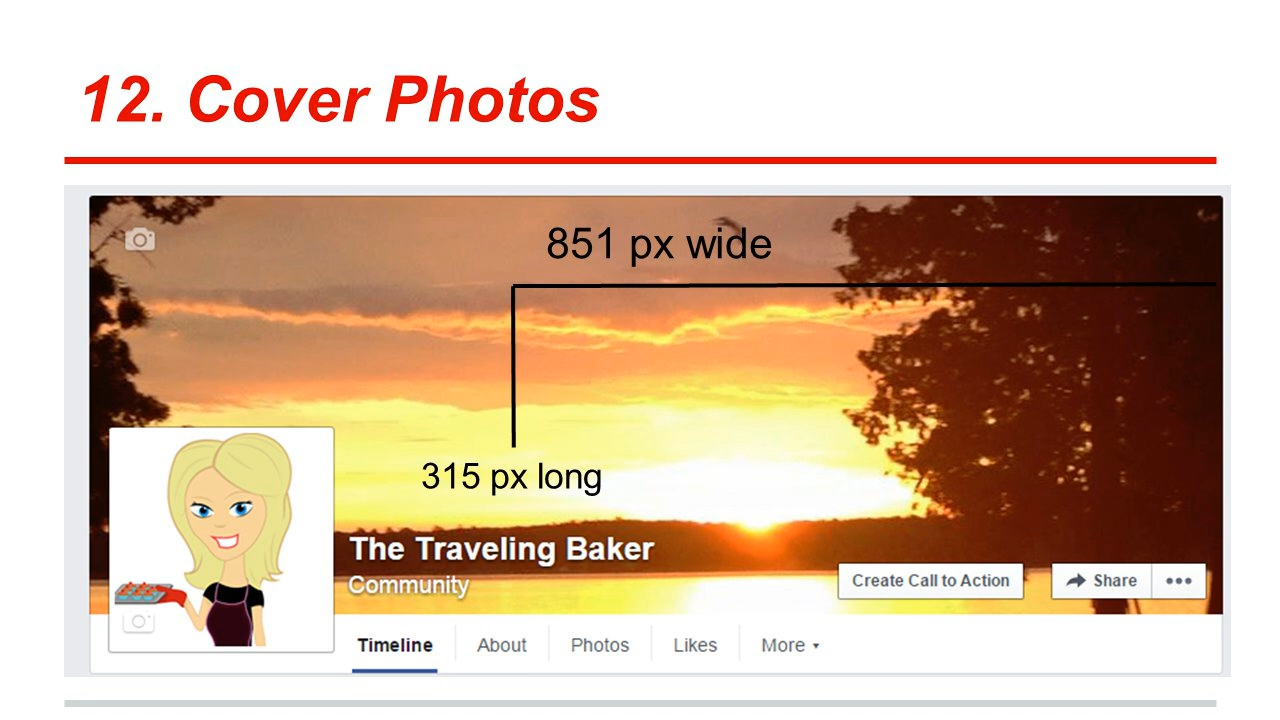 12. Cover Photos
851 px wide
315 px long
The Traveling Baker
Community
Create Call to Action
Share
Timeline
About
Photos
Likes
More